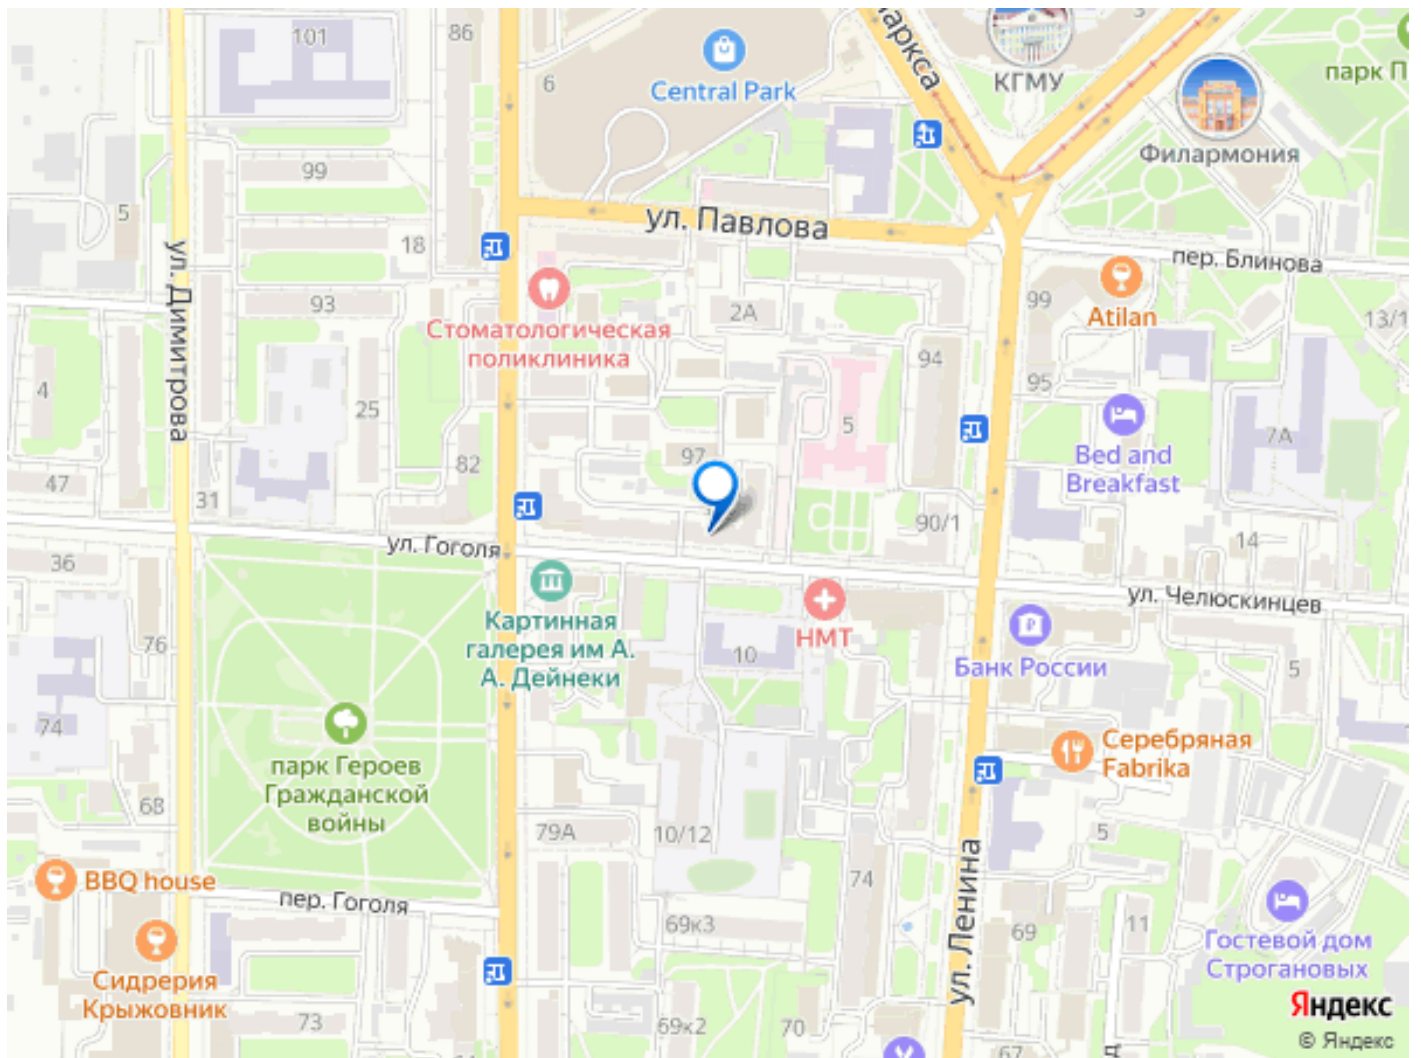 101
86
6
Central Park
Маркса
КГМУ
парк П
Филармония
99
5
18
ул. Павлова
пер. Блинова
ул. Димитрова
93
Стоматологическая
поликлиника
2А
99
Atilan
13/1
94
95
4
25
5
7А
97
82
Bed and
Breakfast
47
31
90/1
14
36
ул. Гоголя
ул. Челюскинцев
Картинная
галерея им А.
А. Дейнеки
НМТ
10
Банк России
76
5
74
парк Героев
Гражданской
войны
Серебряная
Fabrika
68
79А
10/12
5
BBQ house
74
пер. Гоголя
69к3
ул. Ленина
69
11
Гостевой дом
Строгановых
Сидрерия
Крыжовник
73
69к2
70
67
Яндекс
© Яндекс